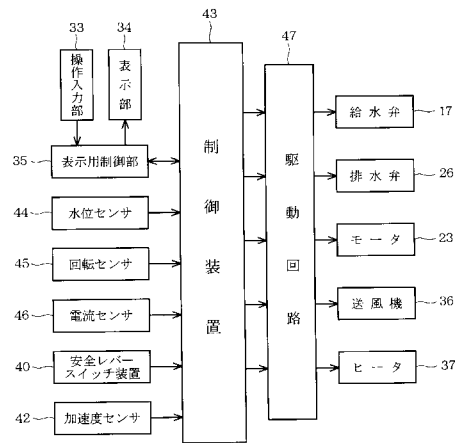 33
34
43
47
操作入力部
表示部
35
表示用制御部
44
水位センサ
45
回転センサ
46
電流センサ
40
安全レバー
スイッチ装置
42
加速度センサ
制御装置
駆動回路
給水弁
17
排水弁
26
モータ
23
送風機
36
ヒータ
37